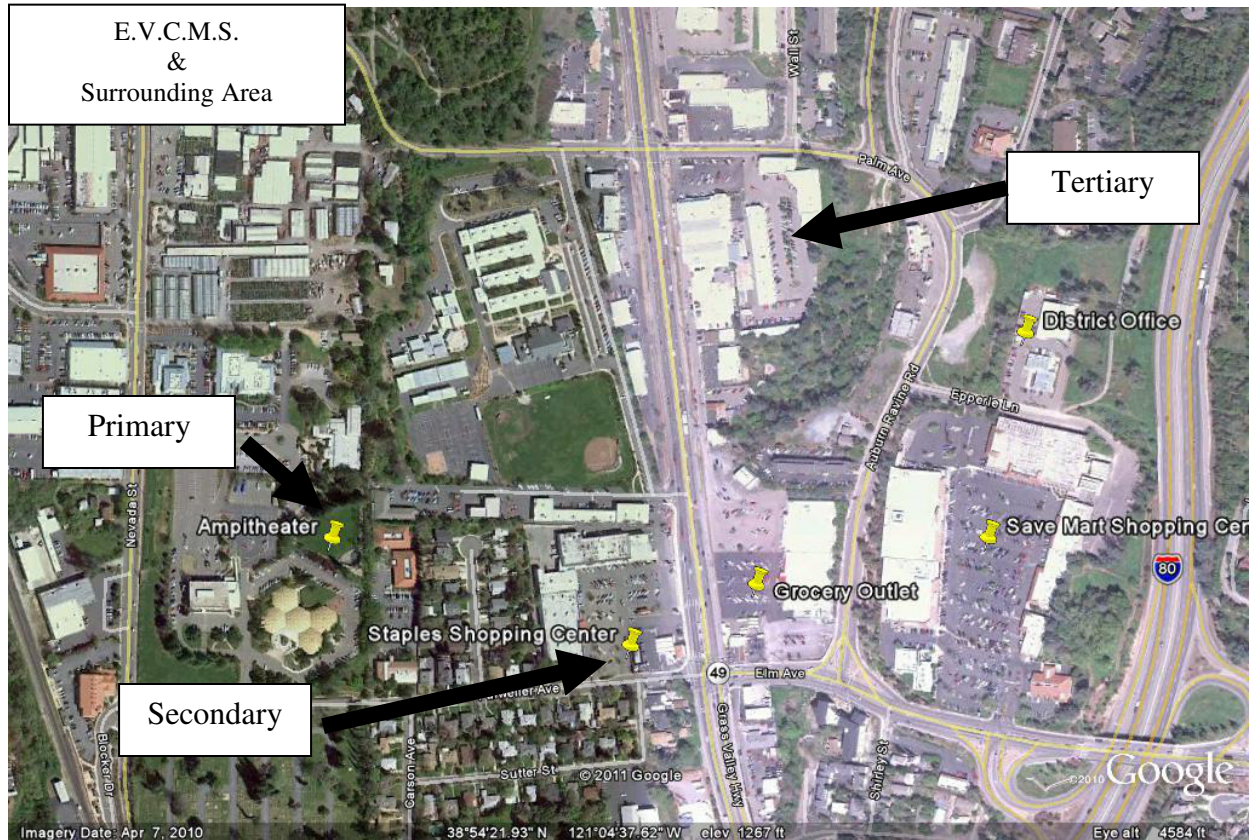 E.V.C.M.S.
&
Surrounding Area
Wall St
Palm Ave
Tertiary
District Office
Epperle Ln
Auburn Ravine Rd
Primary
Nevada St
Ampitheater
Save Mart Shopping Cen
80
Grocery Outlet
Staples Shopping Center
49
Elm Ave
Secondary
Grass Valley Hwy
Blocker Dr
Carson Ave
Sutler St
Shirley St
© 2011 Google
©2010 Google
Imagery Date: Apr 7, 2010
38°54'21.93" N 121°04'37.62" W elev 1267 ft
Eye alt 4584 ft